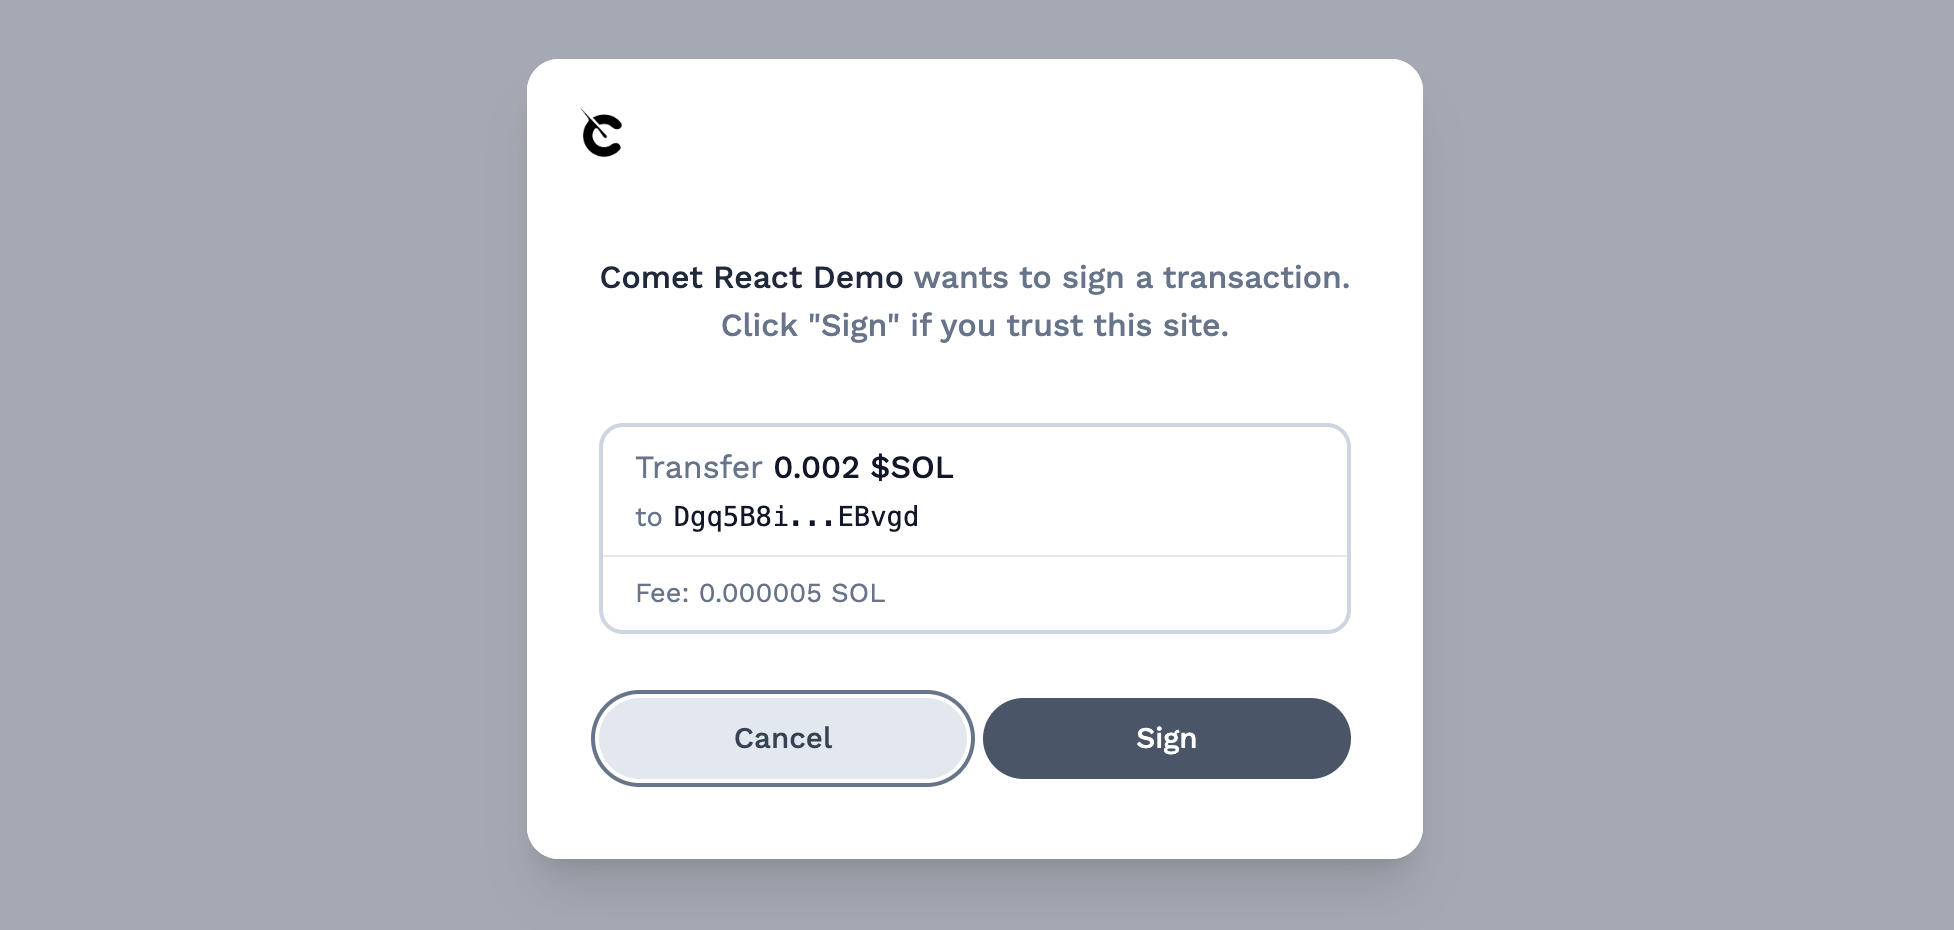 Comet React Demo wants to sign a transaction.
Click "Sign" if you trust this site.
Transfer 0.002 $SOL
to Dgq5B8i...EBvgd
Fee: 0.000005 SOL
Cancel
Sign